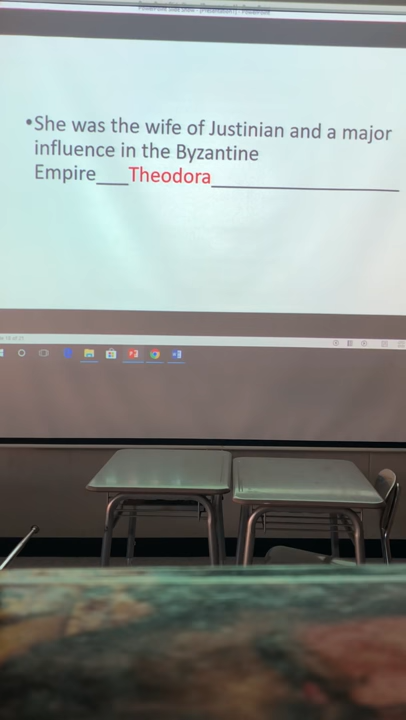 •She was the wife of Justinian and a major
influence in the Byzantine
Empire___Theodora___________________